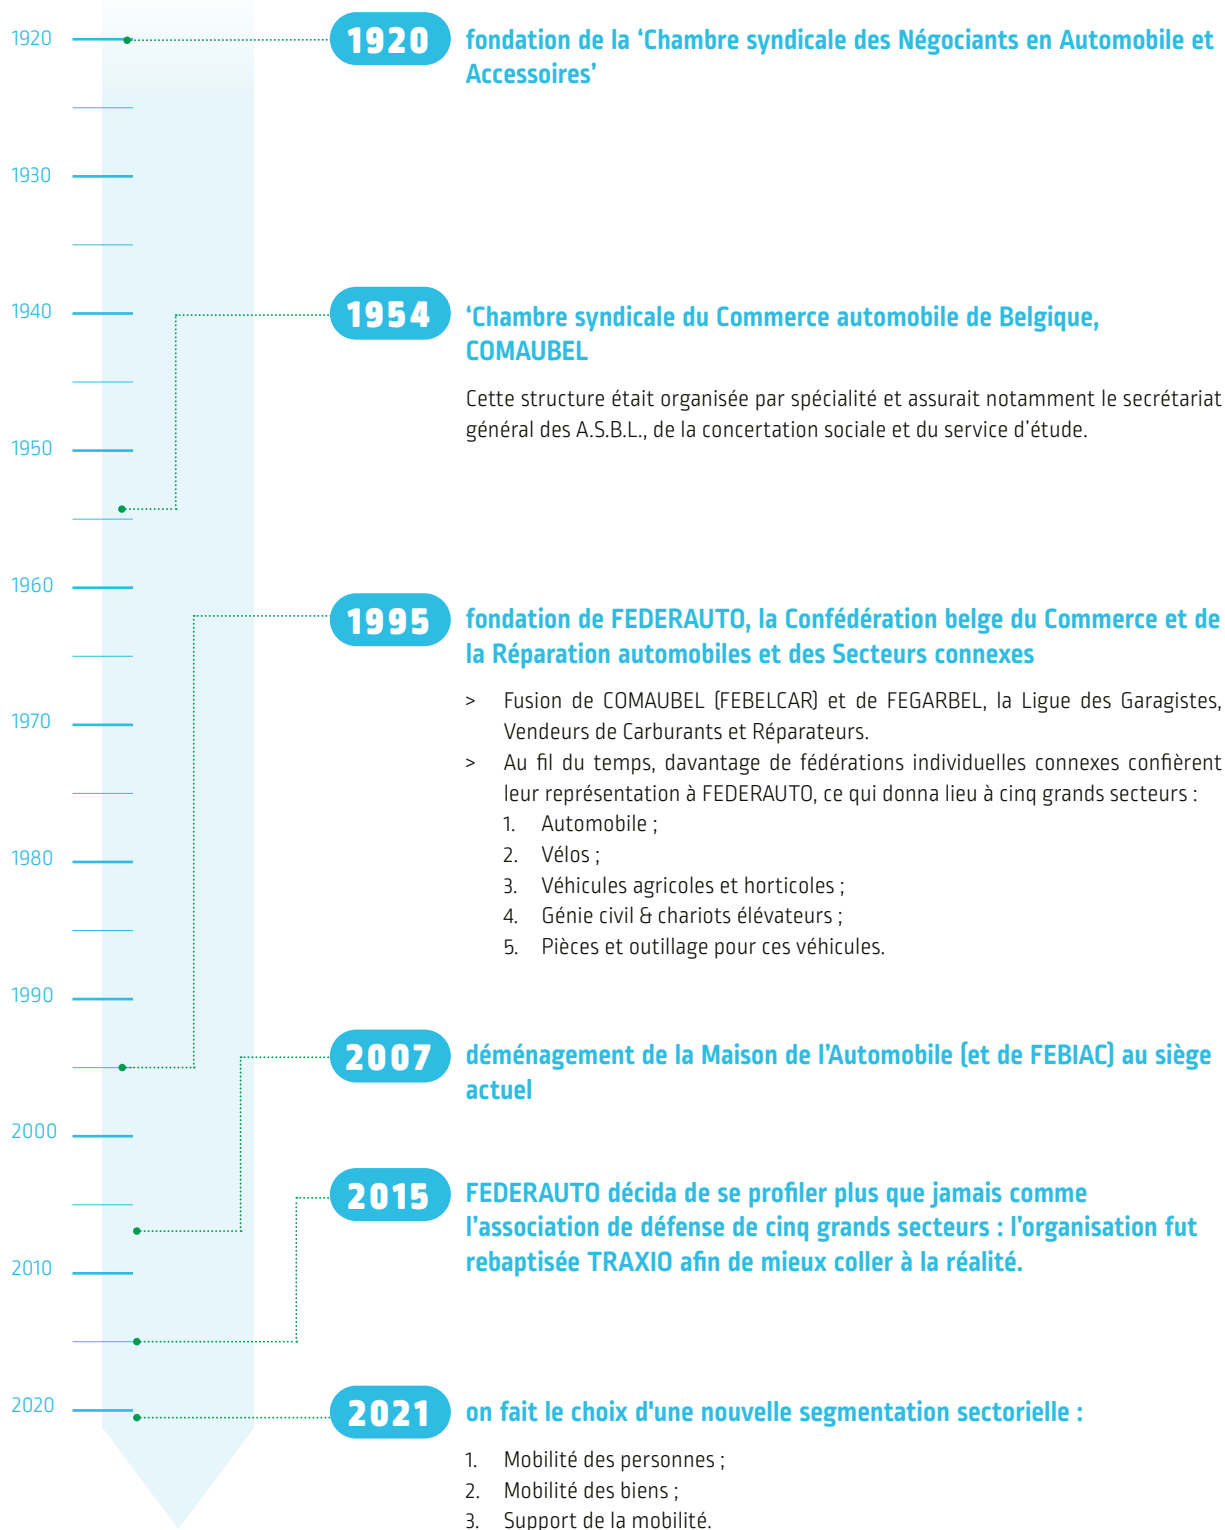 1920
1920 fondation de la ‘Chambre syndicale des Négociants en Automobile et
Accessoires’
1930
1940
1954 ‘Chambre syndicale du Commerce automobile de Belgique,
COMAUBEL
Cette structure était organisée par spécialité et assurait notamment le secrétariat
général des A.S.B.L., de la concertation sociale et du service d’étude.
1950
1960
1995 fondation de FEDERAUTO, la Confédération belge du Commerce et de
la Réparation automobiles et des Secteurs connexes
> Fusion de COMAUBEL (FEBELCAR) et de FEGARBEL, la Ligue des Garagistes,
Vendeurs de Carburants et Réparateurs.
> Au fil du temps, davantage de fédérations individuelles connexes confièrent
leur représentation à FEDERAUTO, ce qui donna lieu à cinq grands secteurs :
1. Automobile ;
2. Vélos ;
3. Véhicules agricoles et horticoles ;
4. Génie civil & chariots élévateurs ;
5. Pièces et outillage pour ces véhicules.
1970
1980
1990
2007 déménagement de la Maison de l’Automobile (et de FEBIAC) au siège
actuel
2000
2015 FEDERAUTO décida de se profiler plus que jamais comme
l’association de défense de cinq grands secteurs : l’organisation fut
rebaptisée TRAXIO afin de mieux coller à la réalité.
2010
2020
2021 on fait le choix d'une nouvelle segmentation sectorielle :
1. Mobilité des personnes ;
2. Mobilité des biens ;
3. Support de la mobilité.